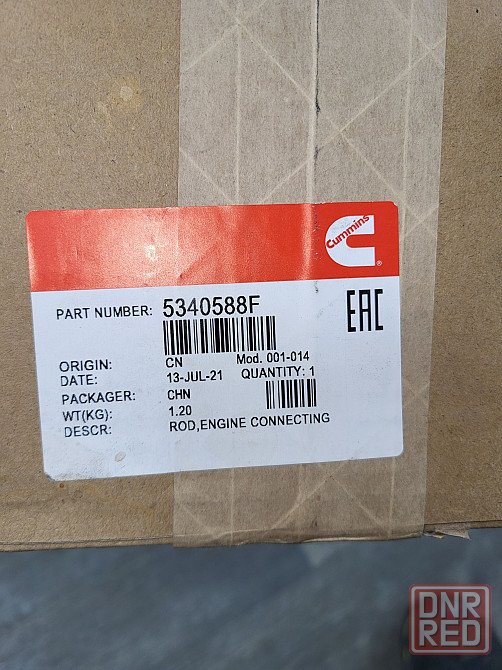 Cummins
®
PART NUMBER: 5340588F
EAC
ORIGIN: CN Mod. 001-014
DATE: 13-JUL-21 QUANTITY: 1
PACKAGER: CHN
WT(KG): 1.20
DESCR: ROD,ENGINE CONNECTING
DNR
RED